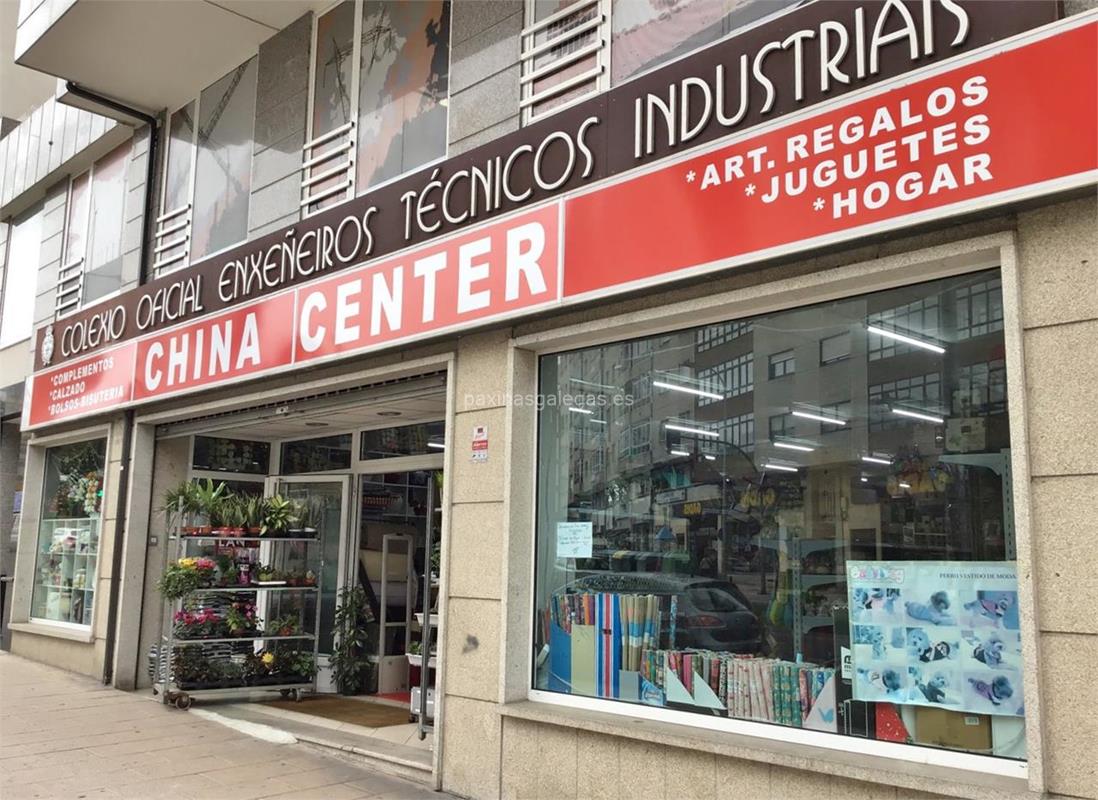 COLEXIO OFICIAL ENXEÑEIROS TÉCNICOS INDUSTRIAIS
*COMPLEMENTOS
*CALZADO
*BOLSOS-BISUTERIA
CHINA CENTER
*ART. REGALOS
*JUGUETES
*HOGAR
paxinasgalegas.es
PERRO VESTIDO DE MODA